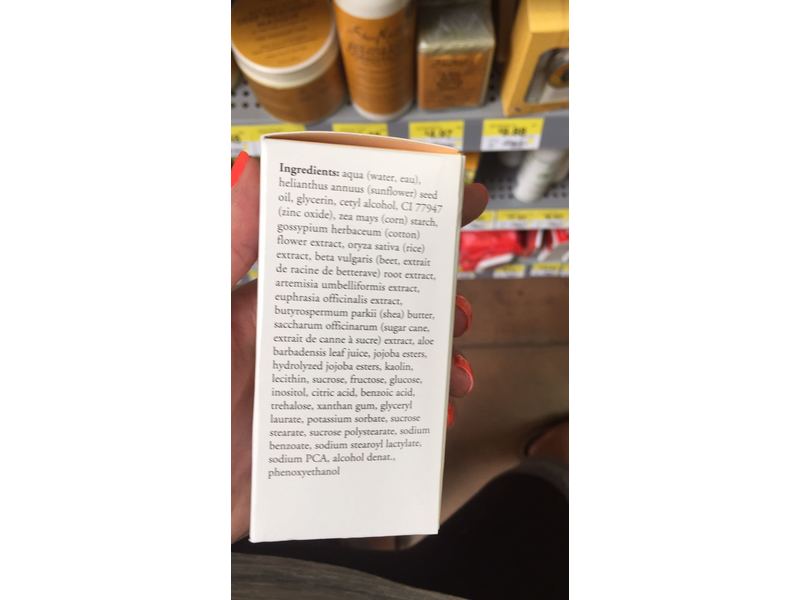 Ingredients: aqua (water, eau),
helianthus annuus (sunflower) seed
oil, glycerin, cetyl alcohol, CI 77947
(zinc oxide), zea mays (corn) starch,
gossypium herbaceum (cotton)
flower extract, oryza sativa (rice)
extract, beta vulgaris (beet, extrait
de racine de betterave) root extract,
artemisia umbelliformis extract,
euphrasia officinalis extract,
butyrospermum parkii (shea) butter,
saccharum officinarum (sugar cane,
extrait de canne à sucre) extract, aloe
barbadensis leaf juice, jojoba esters,
hydrolyzed jojoba esters, kaolin,
lecithin, sucrose, fructose, glucose,
inositol, citric acid, benzoic acid,
trehalose, xanthan gum, glyceryl
laurate, potassium sorbate, sucrose
stearate, sucrose polystearate, sodium
benzoate, sodium stearoyl lactylate,
sodium PCA, alcohol denat.,
phenoxyethanol